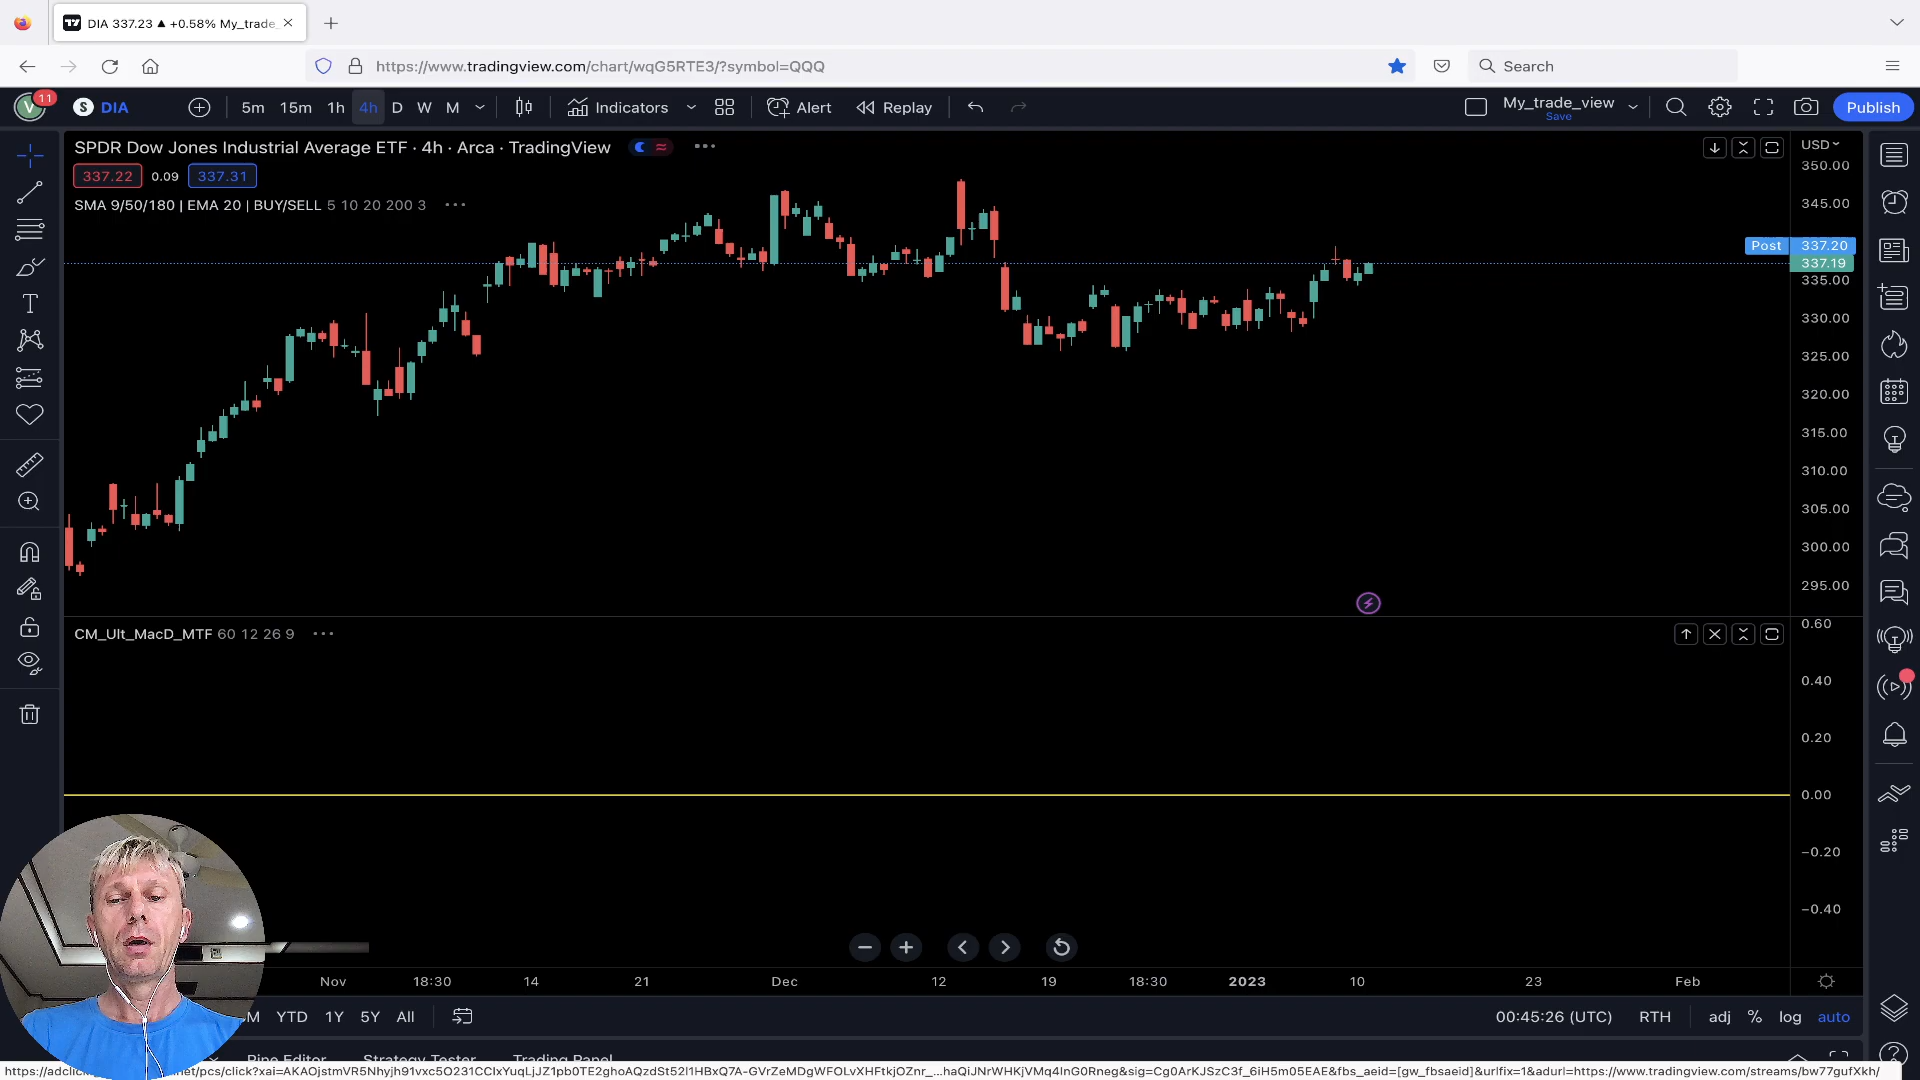 DIA 337.23 ▲ +0.58% My_trade_
https://www.tradingview.com/chart/wqG5RTE3/?symbol=QQQ
Search
V 11 S DIA 5m 15m 1h 4h D W M Indicators Alert Replay My_trade_view Publish
Save
SPDR Dow Jones Industrial Average ETF · 4h · Arca · TradingView
337.22 0.09 337.31
SMA 9/50/180 | EMA 20 | BUY/SELL 5 10 20 200 3
USD
350.00
345.00
Post 337.20
337.19
335.00
330.00
325.00
320.00
315.00
310.00
305.00
300.00
295.00
CM_Ult_MacD_MTF 60 12 26 9
0.60
0.40
0.20
0.00
−0.20
−0.40
Nov 18:30 14 21 Dec 12 19 18:30 2023 10 23 Feb
M YTD 1Y 5Y All 00:45:26 (UTC) RTH adj % log auto
Pine Editor Strategy Tester Trading Panel